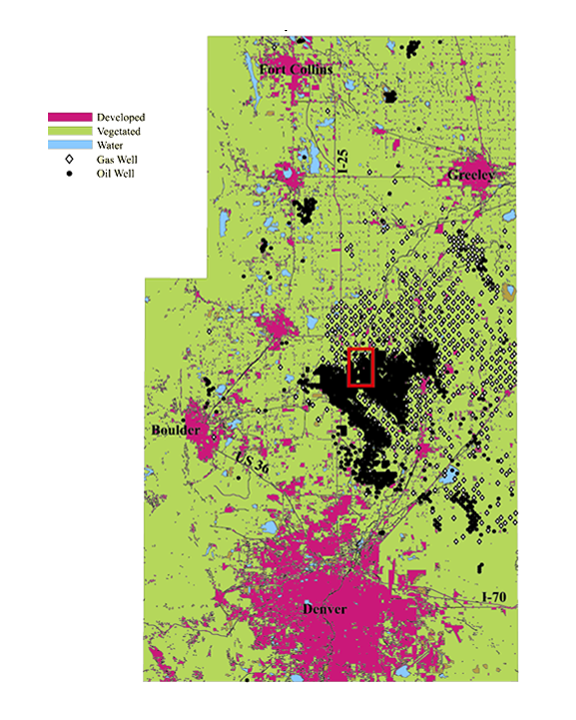 Fort Collins
I-25
Developed
Vegetated
Water
Gas Well
Oil Well
Greeley
Boulder
US 36
I-70
Denver